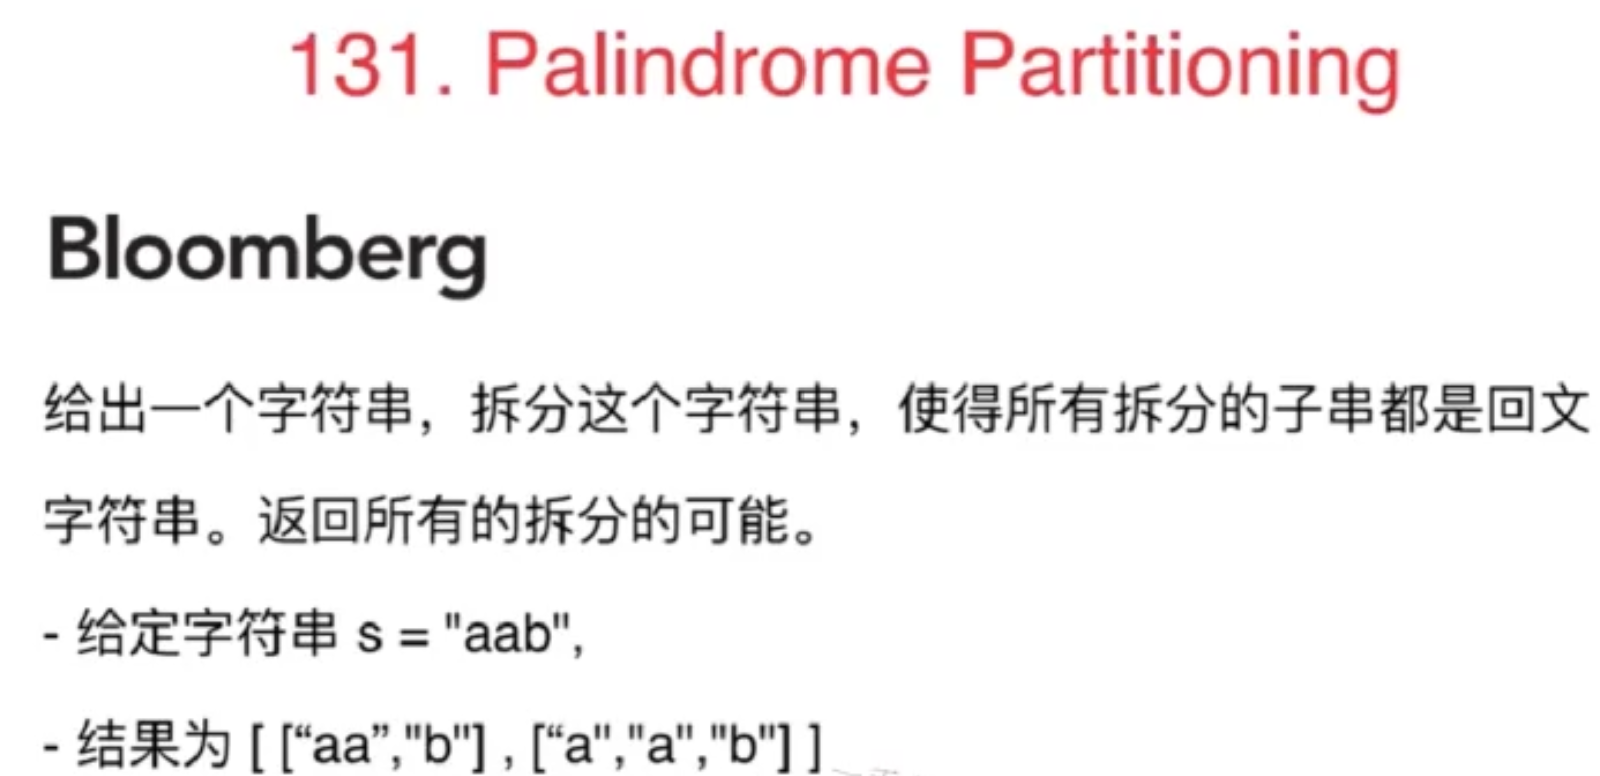 131. Palindrome Partitioning
Bloomberg
给出一个字符串，拆分这个字符串，使得所有拆分的子串都是回文
字符串。返回所有的拆分的可能。
- 给定字符串 s = "aab",
- 结果为 [ [“aa”,"b"] , [“a","a","b"] ]